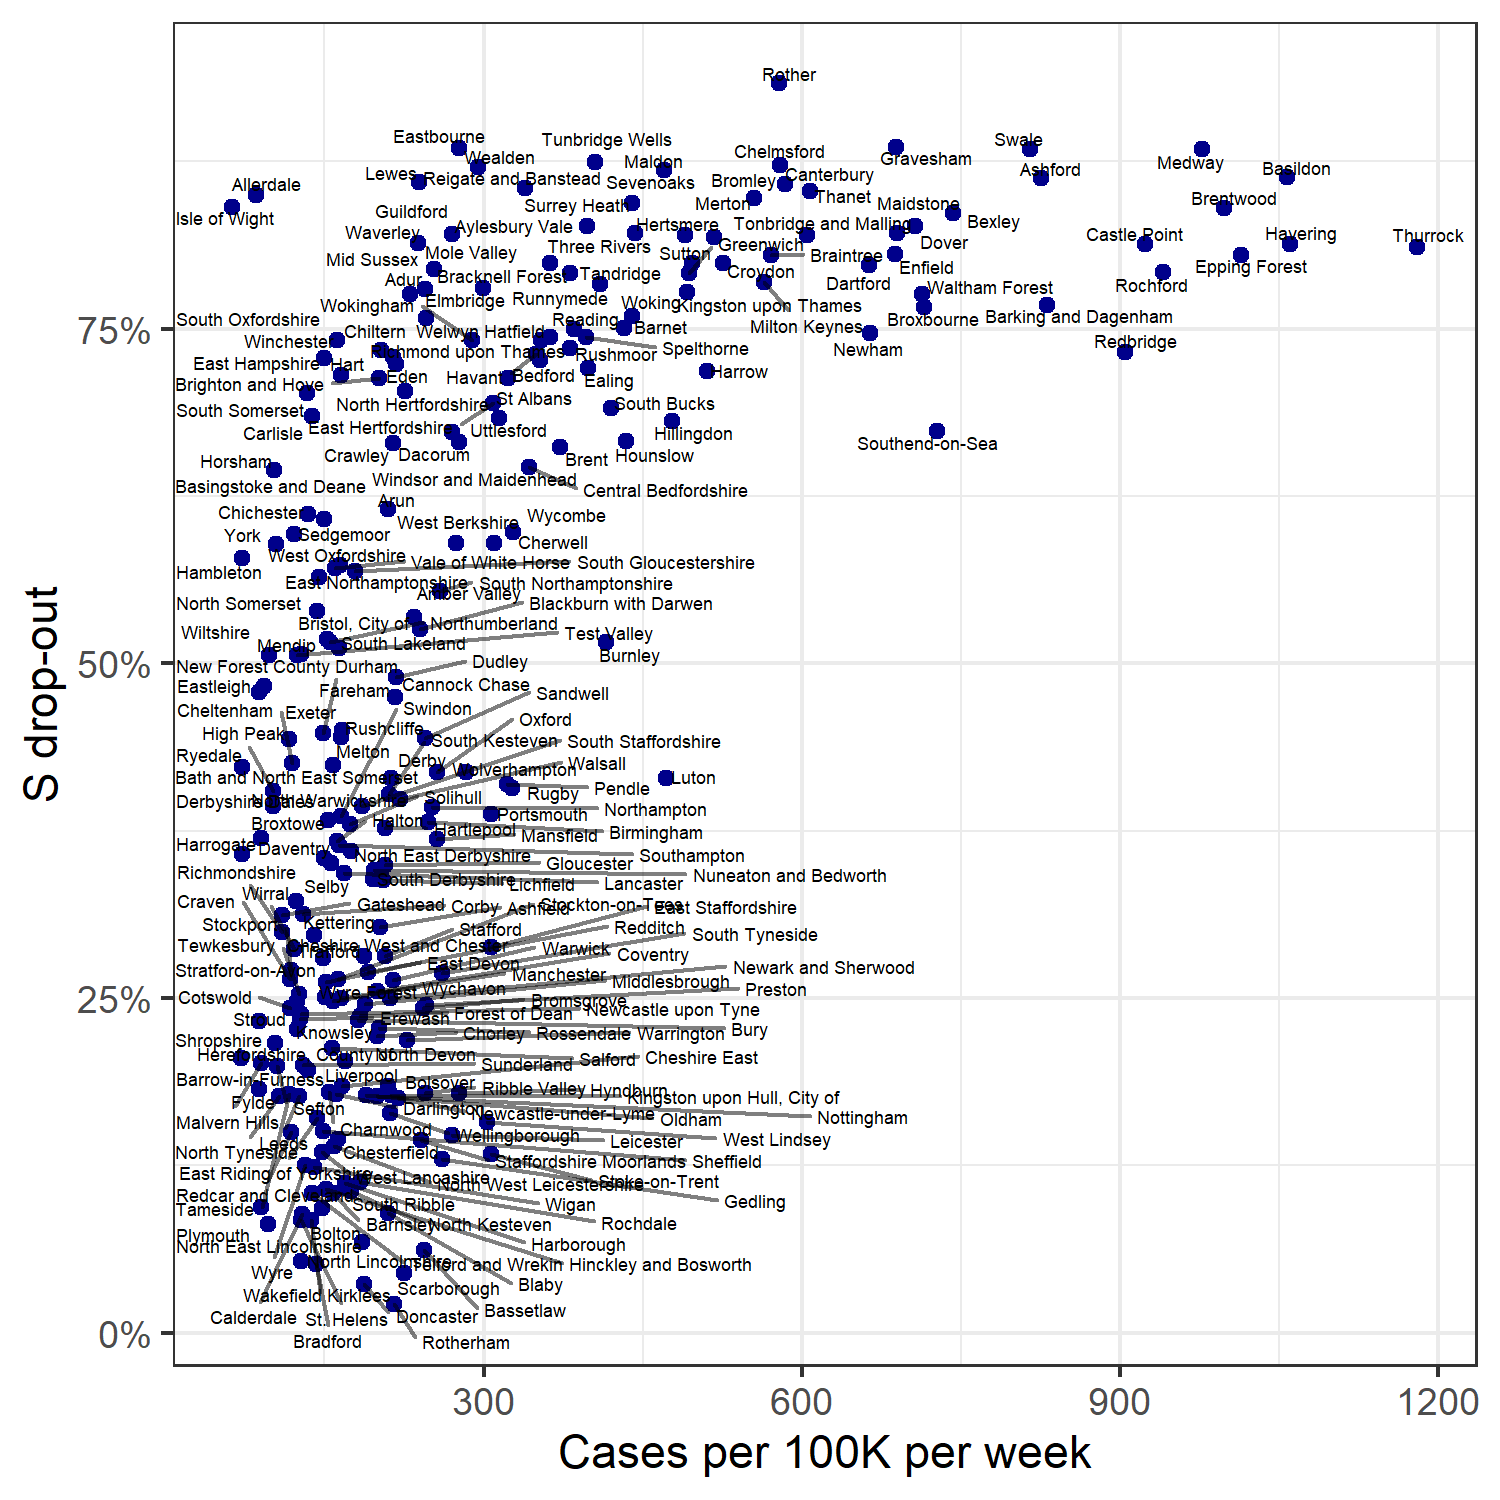 Rother
Eastbourne
Tunbridge Wells
Swale
Chelmsford
Gravesham
Wealden
Maldon
Medway
Basildon
Ashford
Lewes
Reigate and Banstead
Sevenoaks
Bromley
Canterbury
Allerdale
Thanet
Brentwood
Surrey Heath
Merton
Maidstone
Isle of Wight
Guildford
Aylesbury Vale
Hertsmere
Tonbridge and Malling
Bexley
Waverley
Castle Point
Havering
Thurrock
Three Rivers
Greenwich
Dover
Mole Valley
Sutton
Braintree
Mid Sussex
Enfield
Epping Forest
Adur
Bracknell Forest
Tandridge
Croydon
Dartford
Rochford
Waltham Forest
Wokingham
Elmbridge
Runnymede
Woking
Kingston upon Thames
South Oxfordshire
Reading
Milton Keynes
Broxbourne
Barking and Dagenham
Winchester
Chiltern
Welwyn Hatfield
Barnet
Redbridge
Richmond upon Thames
Rushmoor
Spelthorne
Newham
East Hampshire
Hart
Eden
Havant
Bedford
Ealing
Harrow
Brighton and Hove
South Somerset
North Hertfordshire
St Albans
South Bucks
Carlisle
East Hertfordshire
Uttlesford
Hillingdon
Southend-on-Sea
Crawley
Dacorum
Brent
Hounslow
Horsham
Windsor and Maidenhead
Central Bedfordshire
Basingstoke and Deane
Arun
Chichester
West Berkshire
Wycombe
York
Sedgemoor
Cherwell
West Oxfordshire
Vale of White Horse
South Gloucestershire
Hambleton
East Northamptonshire
South Northamptonshire
Amber Valley
North Somerset
Blackburn with Darwen
Bristol, City of
Northumberland
Wiltshire
Mendip
South Lakeland
Test Valley
Burnley
New Forest
County Durham
Dudley
Eastleigh
Fareham
Cannock Chase
Sandwell
Cheltenham
Exeter
Swindon
Oxford
High Peak
Rushcliffe
South Kesteven
South Staffordshire
Ryedale
Melton
Derby
Wolverhampton
Walsall
Bath and North East Somerset
Luton
Derbyshire Dales
North Warwickshire
Solihull
Rugby
Pendle
Northampton
Broxtowe
Halton
Portsmouth
Hartlepool
Mansfield
Birmingham
Harrogate
Daventry
North East Derbyshire
Southampton
Gloucester
Richmondshire
Selby
South Derbyshire
Lichfield
Lancaster
Nuneaton and Bedworth
Craven
Wirral
Gateshead
Corby
Ashfield
Stockton-on-Tees
East Staffordshire
Stockport
Kettering
Stafford
Redditch
South Tyneside
Tewkesbury
Cheshire West and Chester
Trafford
Warwick
Coventry
Stratford-on-Avon
East Devon
Manchester
Middlesbrough
Newark and Sherwood
Cotswold
Wyre Forest
Wychavon
Preston
Bromsgrove
Stroud
Erewash
Forest of Dean
Newcastle upon Tyne
Shropshire
Knowsley
Chorley
Rossendale
Warrington
Bury
Herefordshire, County of
North Devon
Sunderland
Salford
Cheshire East
Barrow-in-Furness
Liverpool
Bolsover
Ribble Valley
Hyndburn
Fylde
Sefton
Darlington
Newcastle-under-Lyme
Kingston upon Hull, City of
Malvern Hills
Oldham
Nottingham
Leeds
Charnwood
Wellingborough
Leicester
West Lindsey
North Tyneside
Chesterfield
Staffordshire Moorlands
Sheffield
East Riding of Yorkshire
West Lancashire
North West Leicestershire
Stoke-on-Trent
Redcar and Cleveland
Gedling
Tameside
South Ribble
Wigan
Plymouth
Bolton
Barnsley
North Kesteven
Rochdale
North East Lincolnshire
Harborough
Wyre
North Lincolnshire
Telford and Wrekin
Hinckley and Bosworth
Wakefield
Kirklees
Scarborough
Blaby
Calderdale
St. Helens
Doncaster
Bassetlaw
Bradford
Rotherham
75%
50%
25%
0%
S drop-out
300
600
900
1200
Cases per 100K per week